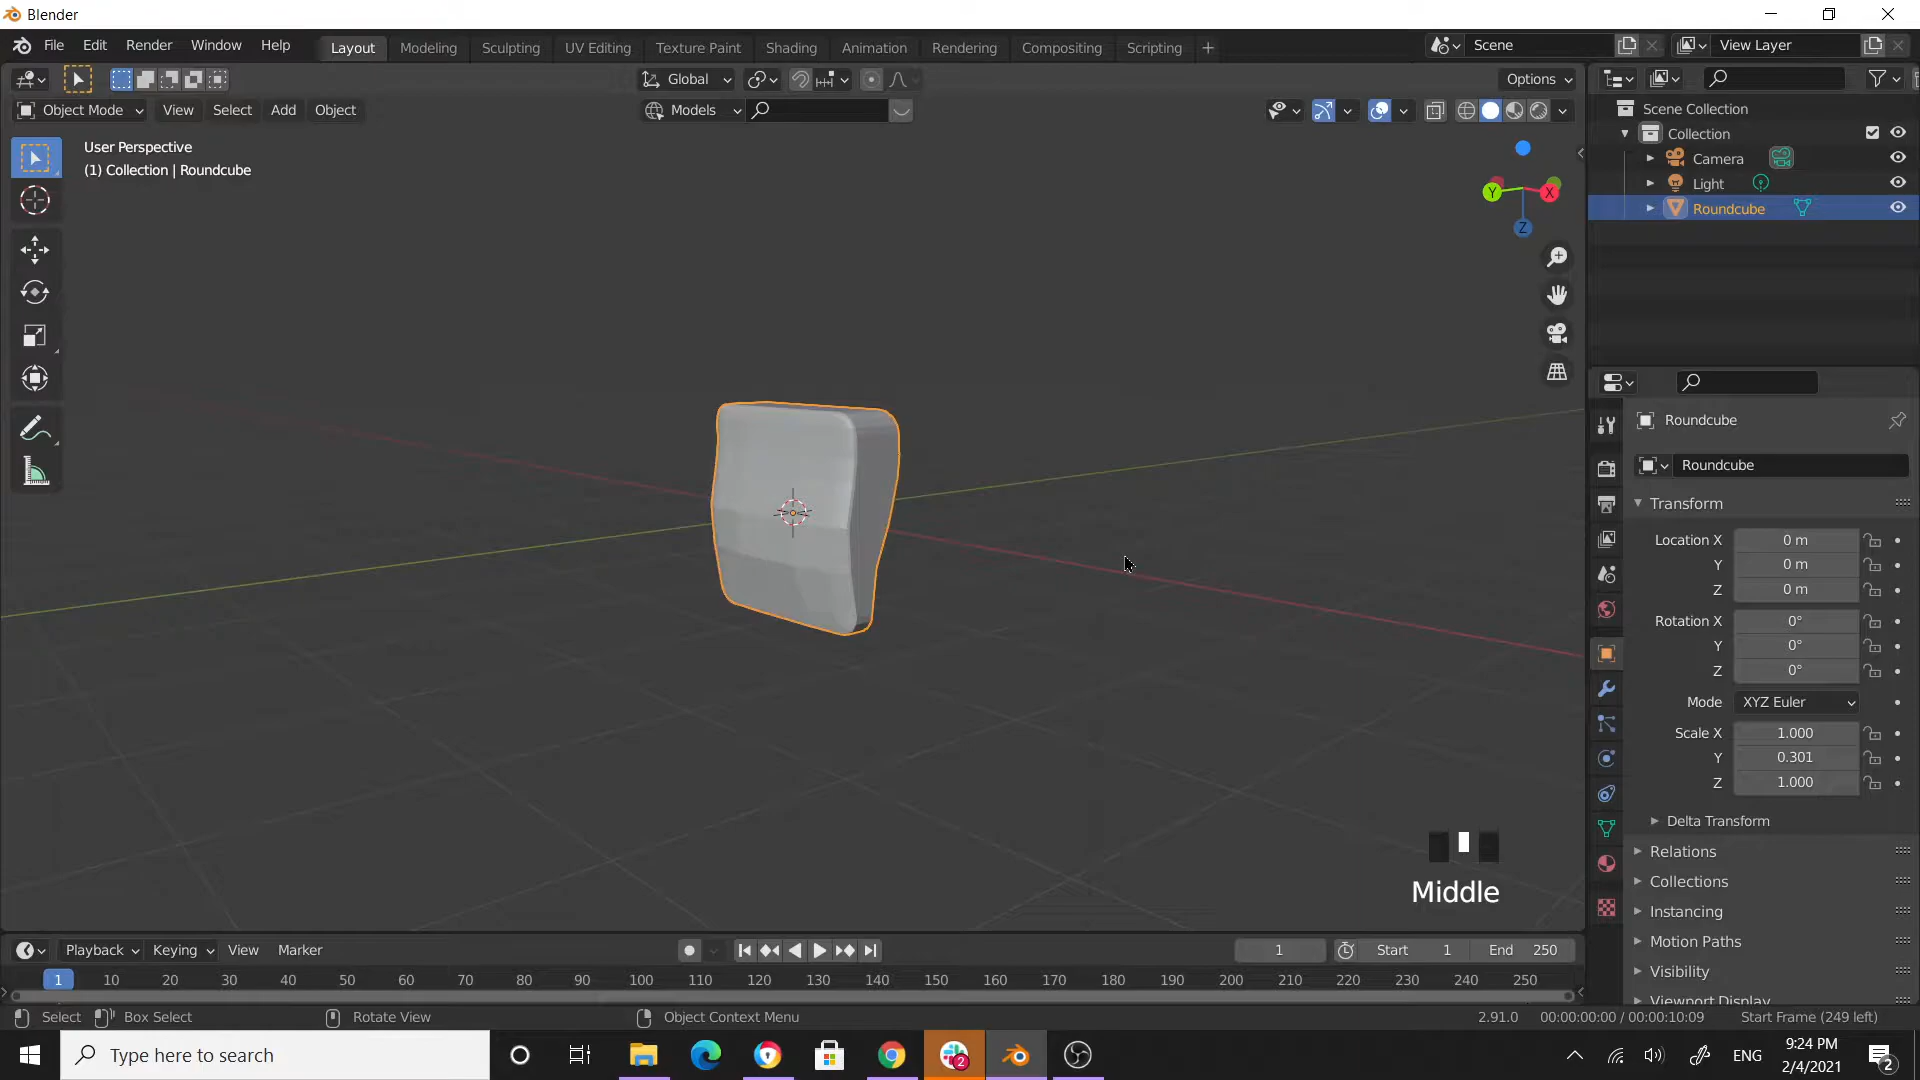 Blender
File Edit Render Window Help Layout Modeling Sculpting UV Editing Texture Paint Shading Animation Rendering Compositing Scripting + Scene View Layer
Global Options
Object Mode View Select Add Object Models
User Perspective
(1) Collection | Roundcube
Y X
Z
Scene Collection
Collection
Camera
Light
Roundcube
Roundcube
Roundcube
Transform
Location X 0 m
Y 0 m
Z 0 m
Rotation X 0°
Y 0°
Z 0°
Mode XYZ Euler
Scale X 1.000
Y 0.301
Z 1.000
Delta Transform
Relations
Collections
Instancing
Motion Paths
Visibility
Viewport Display
Middle
Playback Keying View Marker 1 Start 1 End 250
1 10 20 30 40 50 60 70 80 90 100 110 120 130 140 150 160 170 180 190 200 210 220 230 240 250
Select Box Select Rotate View Object Context Menu 2.91.0 00:00:00:00 / 00:00:10:09 Start Frame (249 left)
Type here to search
2
ENG
9:24 PM
2/4/2021
2